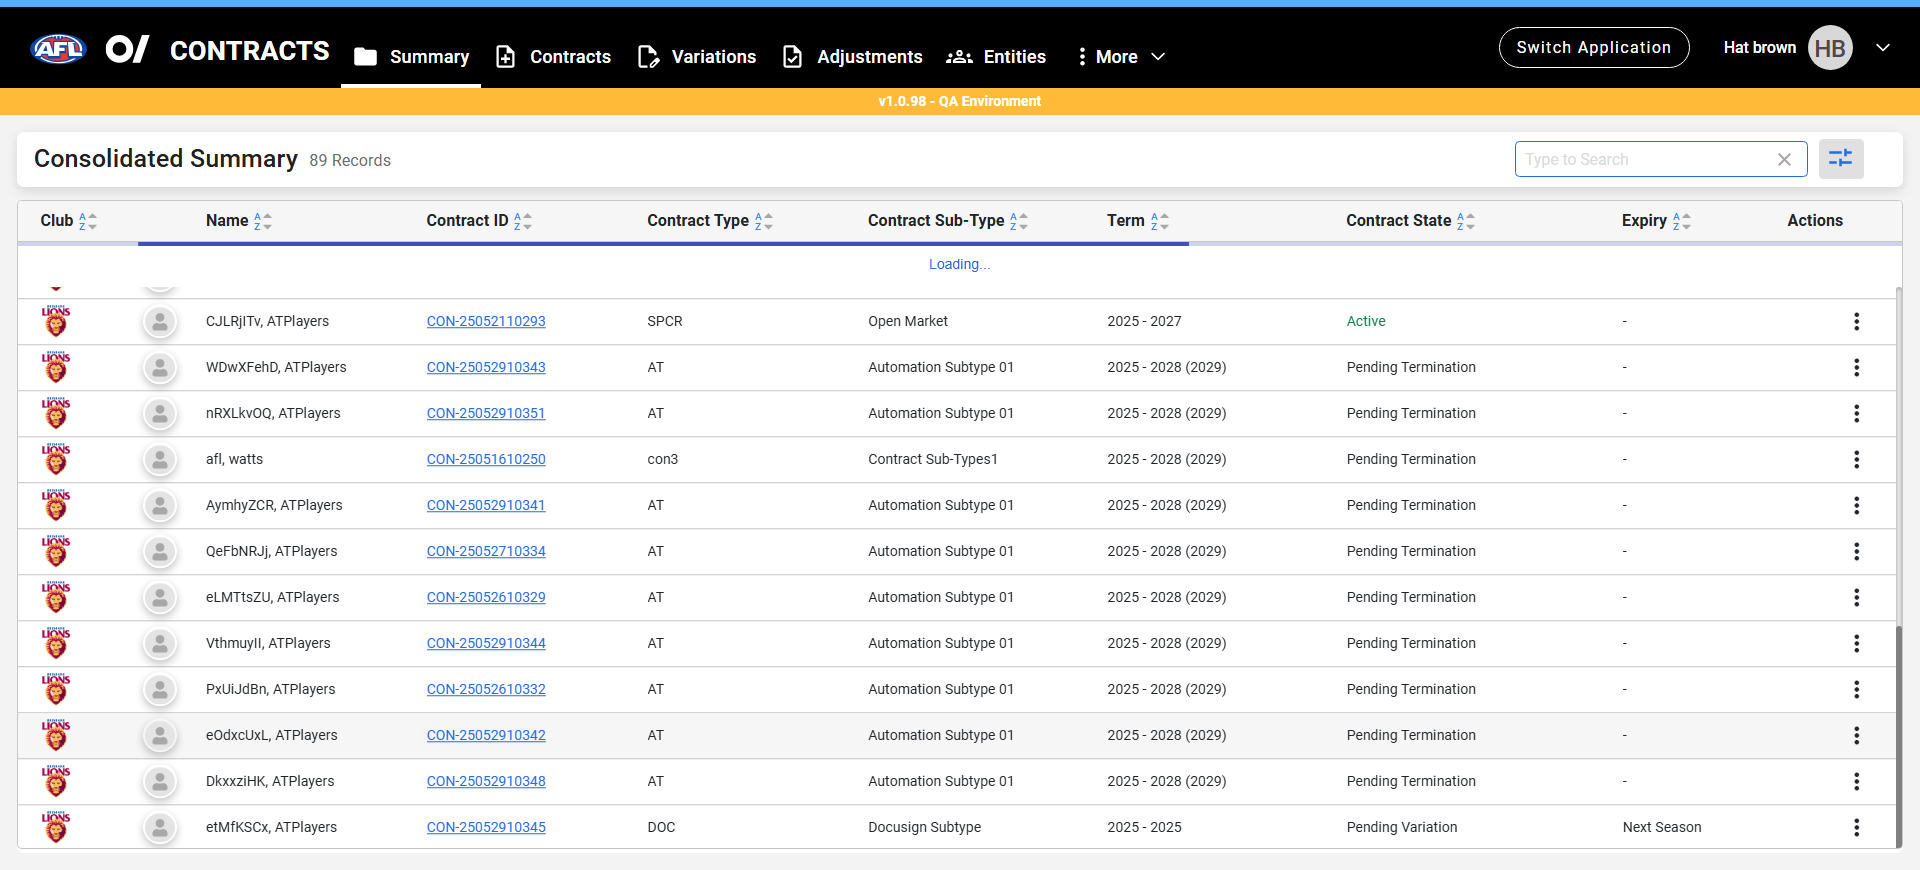 AFL CONTRACTS Summary Contracts Variations Adjustments Entities More Switch Application Hat brown HB
v1.0.98 - QA Environment
Consolidated Summary 89 Records Type to Search
Club Name Contract ID Contract Type Contract Sub-Type Term Contract State Expiry Actions
Loading...
LIONS CJLRjITv, ATPlayers CON-25052110293 SPCR Open Market 2025 - 2027 Active -
LIONS WDwXFehD, ATPlayers CON-25052910343 AT Automation Subtype 01 2025 - 2028 (2029) Pending Termination -
LIONS nRXLkvOQ, ATPlayers CON-25052910351 AT Automation Subtype 01 2025 - 2028 (2029) Pending Termination -
LIONS afl, watts CON-25051610250 con3 Contract Sub-Types1 2025 - 2028 (2029) Pending Termination -
LIONS AymhyZCR, ATPlayers CON-25052910341 AT Automation Subtype 01 2025 - 2028 (2029) Pending Termination -
LIONS QeFbNRJj, ATPlayers CON-25052710334 AT Automation Subtype 01 2025 - 2028 (2029) Pending Termination -
LIONS eLMTtsZU, ATPlayers CON-25052610329 AT Automation Subtype 01 2025 - 2028 (2029) Pending Termination -
LIONS VthmuyII, ATPlayers CON-25052910344 AT Automation Subtype 01 2025 - 2028 (2029) Pending Termination -
LIONS PxUiJdBn, ATPlayers CON-25052610332 AT Automation Subtype 01 2025 - 2028 (2029) Pending Termination -
LIONS eOdxcUxL, ATPlayers CON-25052910342 AT Automation Subtype 01 2025 - 2028 (2029) Pending Termination -
LIONS DkxxziHK, ATPlayers CON-25052910348 AT Automation Subtype 01 2025 - 2028 (2029) Pending Termination -
LIONS etMfKSCx, ATPlayers CON-25052910345 DOC Docusign Subtype 2025 - 2025 Pending Variation Next Season